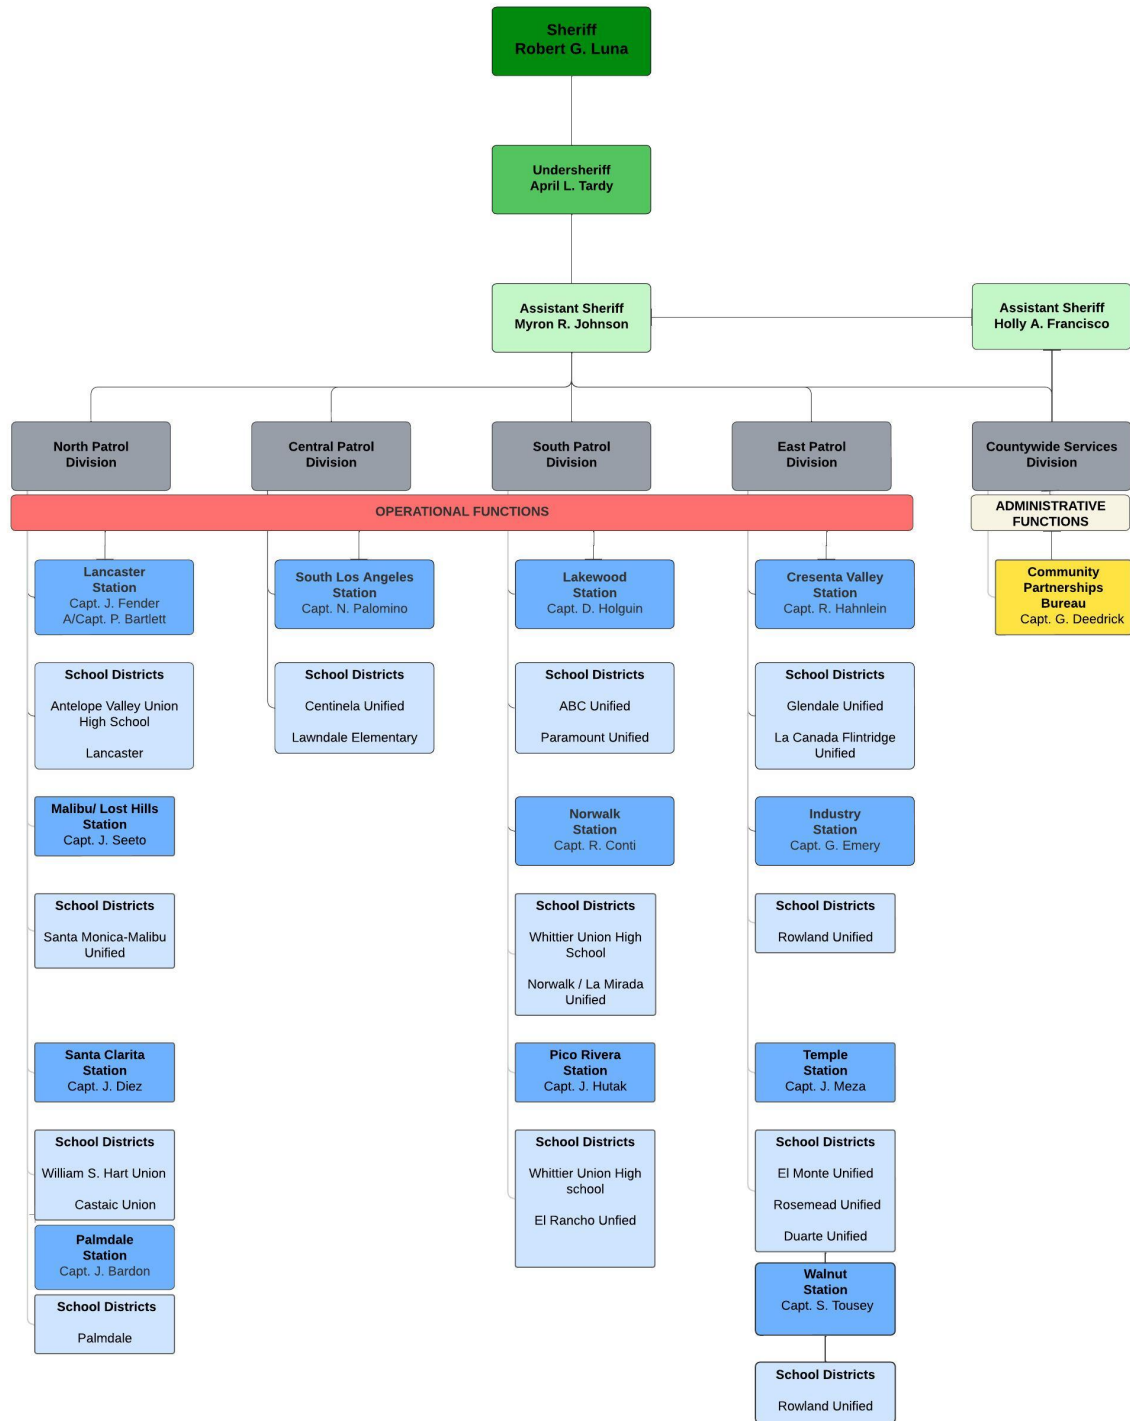 Sheriff
Robert G. Luna
Undersheriff
April L. Tardy
Assistant Sheriff
Myron R. Johnson
Assistant Sheriff
Holly A. Francisco
North Patrol
Division
Central Patrol
Division
South Patrol
Division
East Patrol
Division
Countywide Services
Division
OPERATIONAL FUNCTIONS
ADMINISTRATIVE
FUNCTIONS
Lancaster
Station
Capt. J. Fender
A/Capt. P. Bartlett
School Districts
Antelope Valley Union
High School
Lancaster
Malibu/ Lost Hills
Station
Capt. J. Seeto
School Districts
Santa Monica-Malibu
Unified
Santa Clarita
Station
Capt. J. Diez
School Districts
William S. Hart Union
Castaic Union
Palmdale
Station
Capt. J. Bardon
School Districts
Palmdale
South Los Angeles
Station
Capt. N. Palomino
School Districts
Centinela Unified
Lawndale Elementary
Lakewood
Station
Capt. D. Holguin
School Districts
ABC Unified
Paramount Unified
Norwalk
Station
Capt. R. Conti
School Districts
Whittier Union High
School
Norwalk / La Mirada
Unified
Pico Rivera
Station
Capt. J. Hutak
School Districts
Whittier Union High
school
El Rancho Unfied
Cresenta Valley
Station
Capt. R. Hahnlein
School Districts
Glendale Unified
La Canada Flintridge
Unified
Industry
Station
Capt. G. Emery
School Districts
Rowland Unified
Temple
Station
Capt. J. Meza
School Districts
El Monte Unified
Rosemead Unified
Duarte Unified
Walnut
Station
Capt. S. Tousey
School Districts
Rowland Unified
Community
Partnerships
Bureau
Capt. G. Deedrick